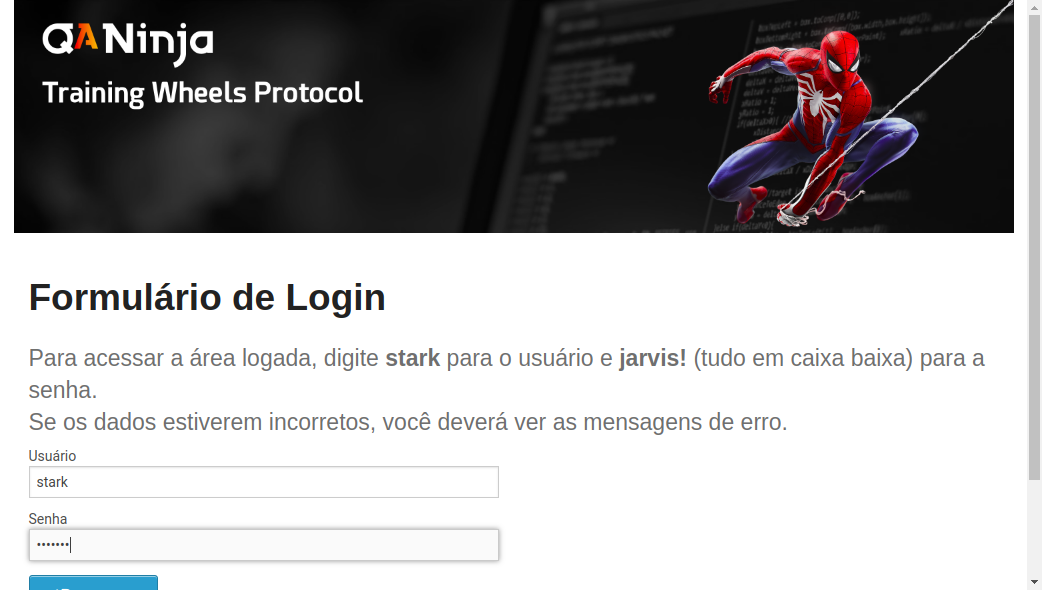 QANinja
Training Wheels Protocol
Formulário de Login
Para acessar a área logada, digite stark para o usuário e jarvis! (tudo em caixa baixa) para a
senha.
Se os dados estiverem incorretos, você deverá ver as mensagens de erro.
Usuário
stark
Senha
•••••••